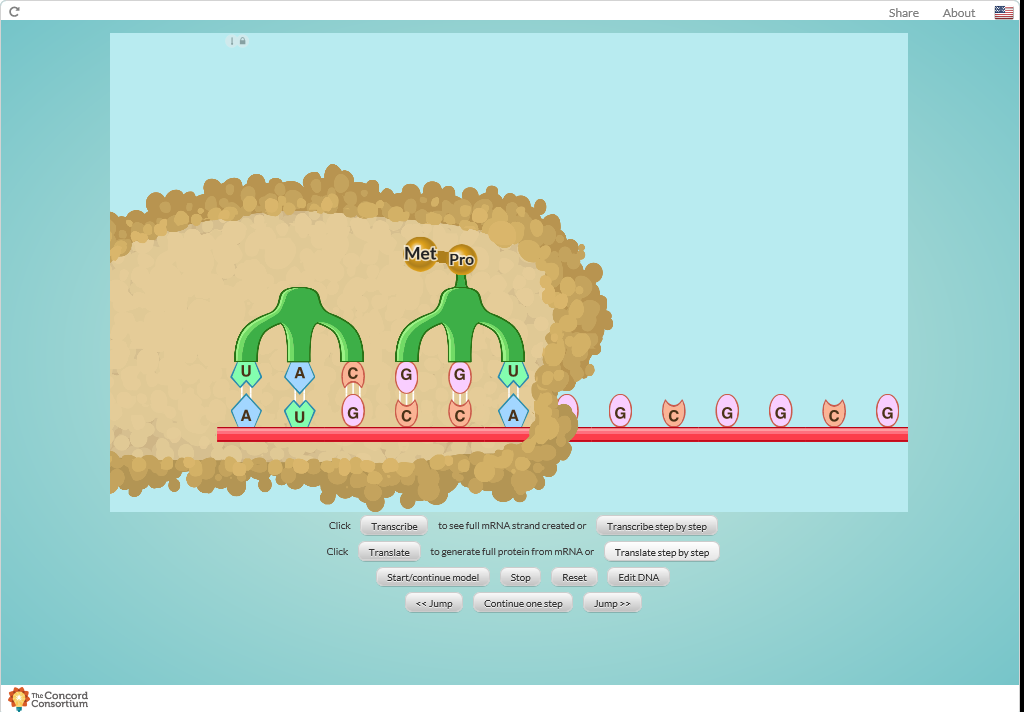 Share About
Met Pro
U A C G G U
A U G C C A G C G G C G
Click Transcribe to see full mRNA strand created or Transcribe step by step
Click Translate to generate full protein from mRNA or Translate step by step
Start/continue model Stop Reset Edit DNA
<< Jump Continue one step Jump >>
The Concord
Consortium